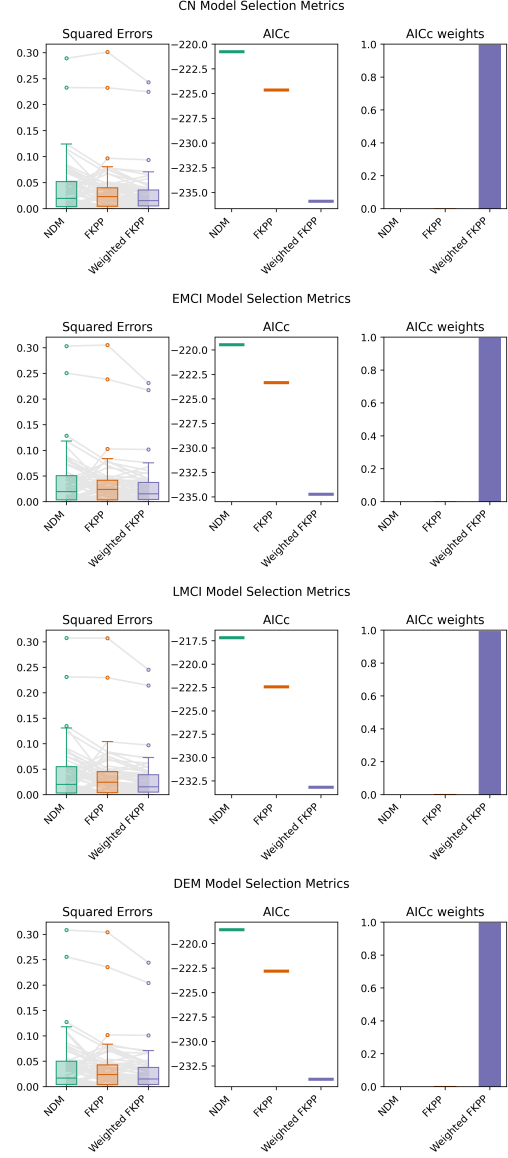 CN Model Selection Metrics
Squared Errors
AICc
AICc weights
0.30
0.25
0.20
0.15
0.10
0.05
0.00
−220.0
−222.5
−225.0
−227.5
−230.0
−232.5
−235.0
1.0
0.8
0.6
0.4
0.2
0.0
NDM
FKPP
Weighted FKPP
NDM
FKPP
Weighted FKPP
NDM
FKPP
Weighted FKPP
EMCI Model Selection Metrics
Squared Errors
AICc
AICc weights
0.30
0.25
0.20
0.15
0.10
0.05
0.00
−220.0
−222.5
−225.0
−227.5
−230.0
−232.5
−235.0
1.0
0.8
0.6
0.4
0.2
0.0
NDM
FKPP
Weighted FKPP
NDM
FKPP
Weighted FKPP
NDM
FKPP
Weighted FKPP
LMCI Model Selection Metrics
Squared Errors
AICc
AICc weights
0.30
0.25
0.20
0.15
0.10
0.05
0.00
−217.5
−220.0
−222.5
−225.0
−227.5
−230.0
−232.5
1.0
0.8
0.6
0.4
0.2
0.0
NDM
FKPP
Weighted FKPP
NDM
FKPP
Weighted FKPP
NDM
FKPP
Weighted FKPP
DEM Model Selection Metrics
Squared Errors
AICc
AICc weights
0.30
0.25
0.20
0.15
0.10
0.05
0.00
−220.0
−222.5
−225.0
−227.5
−230.0
−232.5
1.0
0.8
0.6
0.4
0.2
0.0
NDM
FKPP
Weighted FKPP
NDM
FKPP
Weighted FKPP
NDM
FKPP
Weighted FKPP